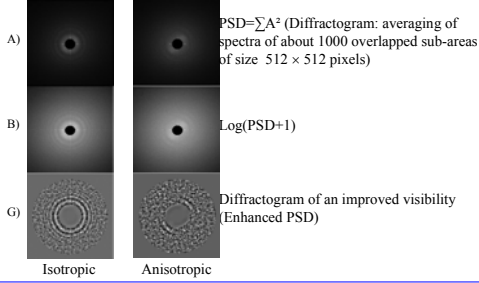 A)
PSD=∑A² (Diffractogram: averaging of
spectra of about 1000 overlapped sub-areas
of size 512 × 512 pixels)
B)
Log(PSD+1)
G)
Diffractogram of an improved visibility
(Enhanced PSD)
Isotropic Anisotropic